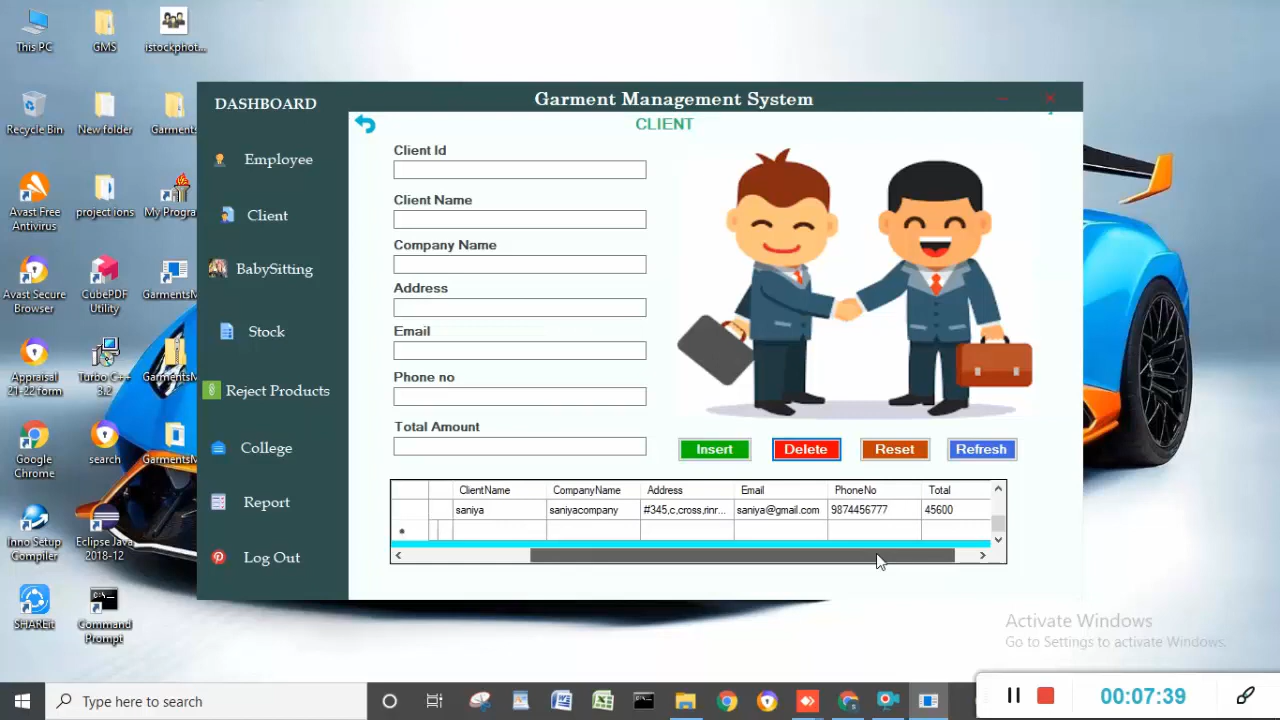 This PC
GMS
istockphot...
Recycle Bin
New folder
Garments
Avast Free
Antivirus
project ions
My Progra
Avast Secure
Browser
CubePDF
Utility
GarmentsM
Appraisal
21-22 form
Turbo C++
3.2
GarmentsM
Google
Chrome
search
GarmentsM
Inno Setup
Compiler
Eclipse Java
2018-12
SHAREit
Command
Prompt
DASHBOARD
Employee
Client
BabySitting
Stock
Reject Products
College
Report
Log Out
Garment Management System
CLIENT
Client Id
Client Name
Company Name
Address
Email
Phone no
Total Amount
Insert
Delete
Reset
Refresh
ClientName CompanyName Address Email PhoneNo Total
saniya saniyacompany #345,c,cross,rinr... saniya@gmail.com 9874456777 45600
Activate Windows
Go to Settings to activate Windows.
Type here to search
00:07:39